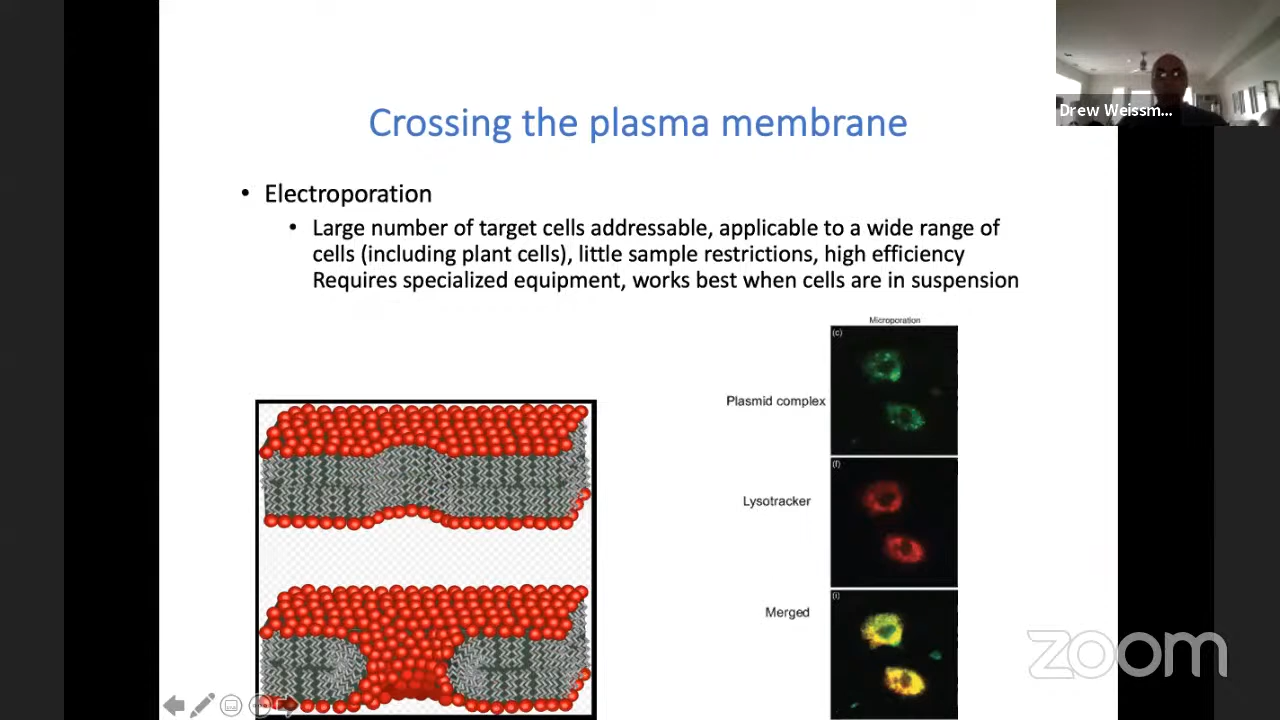 Drew Weissm...
Crossing the plasma membrane
• Electroporation
• Large number of target cells addressable, applicable to a wide range of
cells (including plant cells), little sample restrictions, high efficiency
Requires specialized equipment, works best when cells are in suspension
Microporation
(c)
Plasmid complex
(f)
Lysotracker
(i)
Merged
zoom